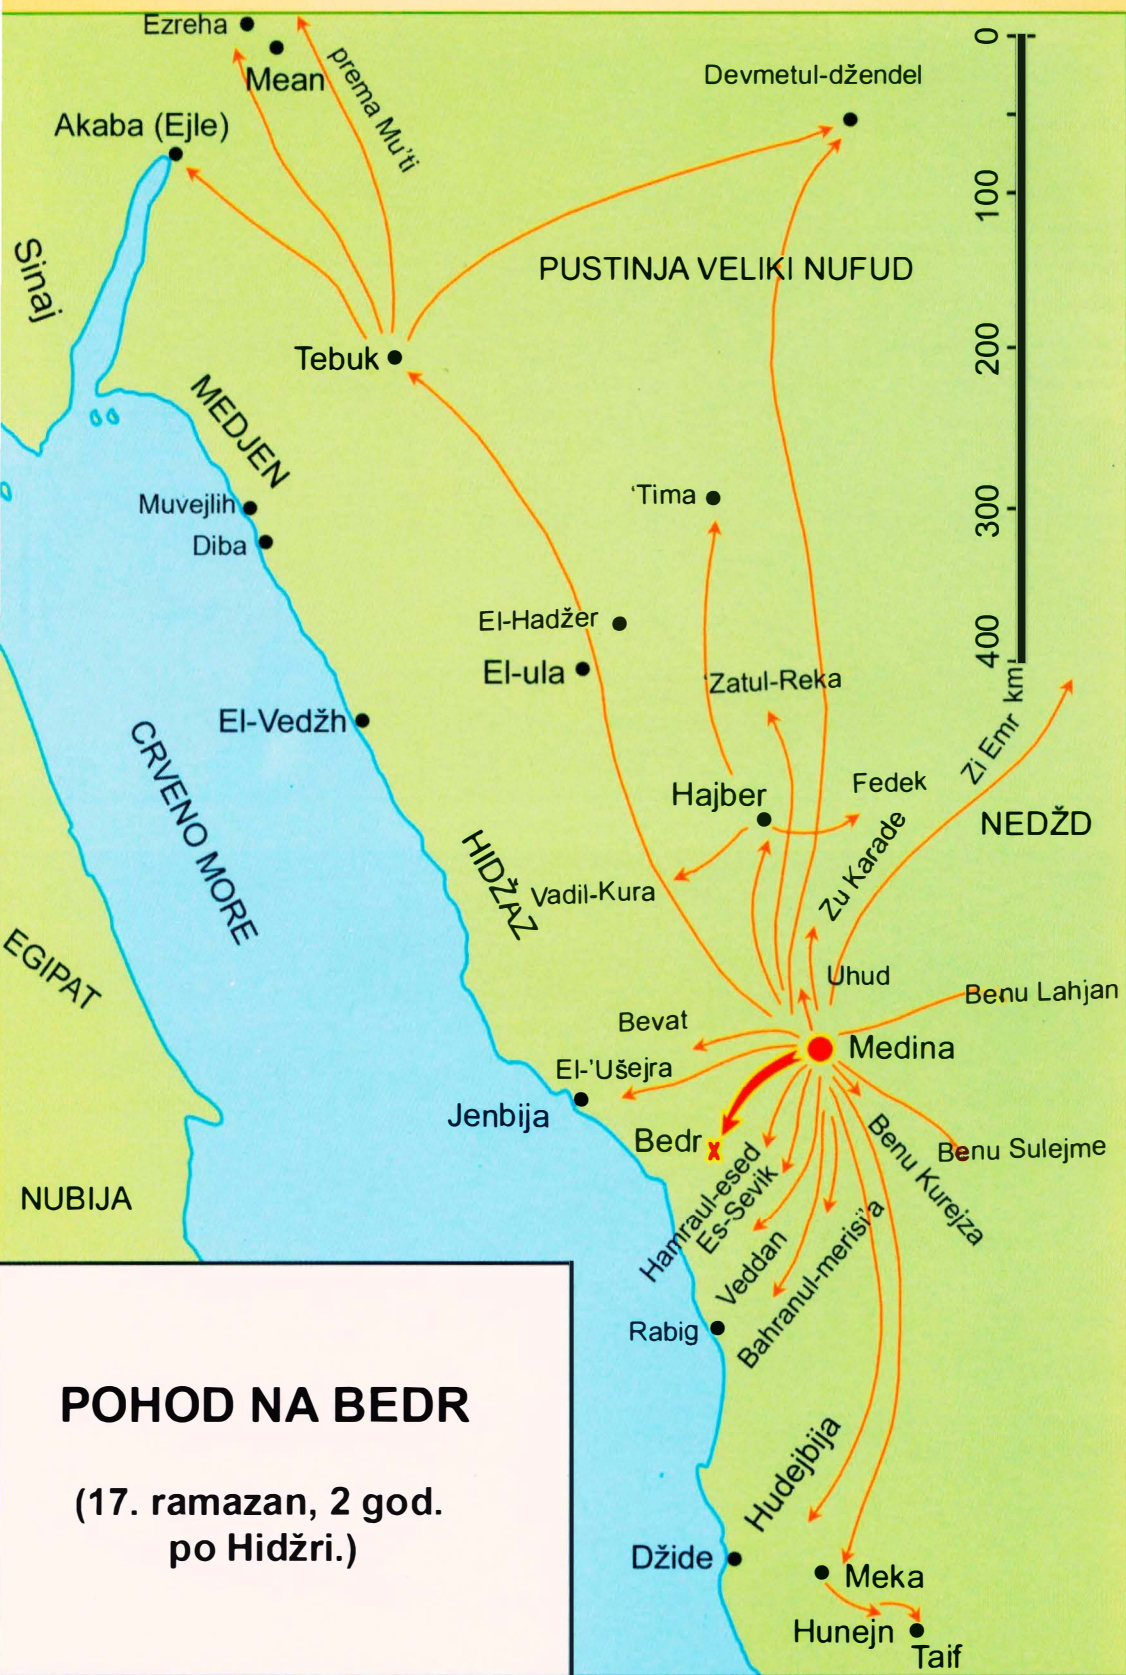 Ezreha
Mean
prema Mu'ti
Devmetul-džendel
0
Akaba (Ejle)
100
Sinaj
PUSTINJA VELIKI NUFUD
200
Tebuk
MEDJEN
'Tima
300
Muvejlih
Diba
El-Hadžer
400
El-ula
km
'Zatul-Reka
El-Vedžh
Zi Emr
CRVENO MORE
Hajber
Fedek
NEDŽD
Zu Karade
HIDŽAZ
Vadil-Kura
EGIPAT
Uhud
Benu Lahjan
Bevat
Medina
El-'Ušejra
Jenbija
Bedr
x
Benu Kurejza
Benu Sulejme
NUBIJA
Hamraul-esed
Es-Sevik
Veddan
Bahranul-merisi'a
Rabig
POHOD NA BEDR
(17. ramazan, 2 god.
po Hidžri.)
Hudejbija
Džide
Meka
Hunejn
Taif